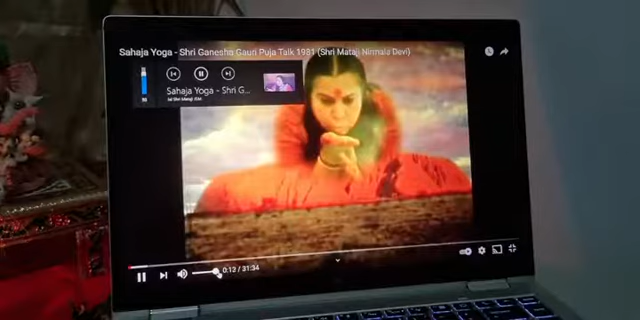 Sahaja Yoga - Shri Ganesha Gauri Puja Talk 1981 (Shri Mataji Nirmala Devi)
Sahaja Yoga - Shri G...
0:12 / 31:34